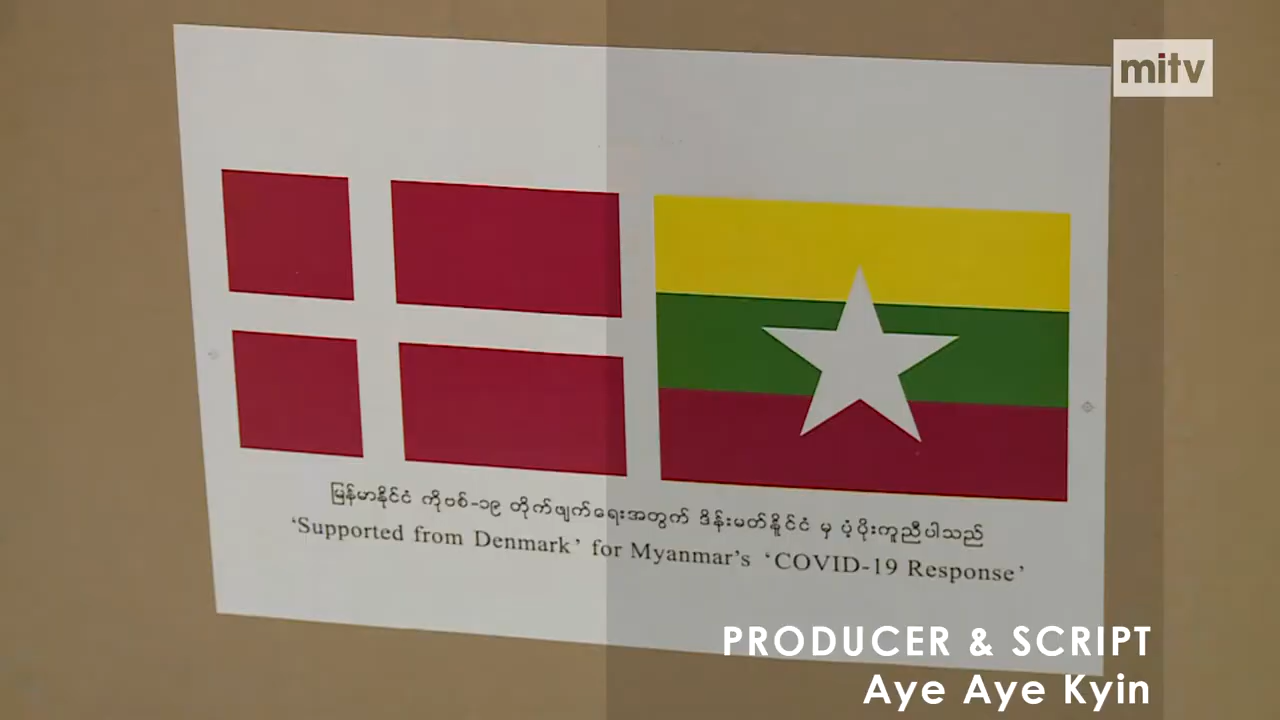 mitv
မြန်မာနိုင်ငံ ကိုဗစ်-၁၉ တိုက်ဖျက်ရေးအတွက် ဒိန်းမတ်နိူင်ငံ မှ ပံ့ပိုးကူညီပါသည်
‘Supported from Denmark’ for Myanmar’s ‘COVID-19 Response’
PRODUCER & SCRIPT
Aye Aye Kyin